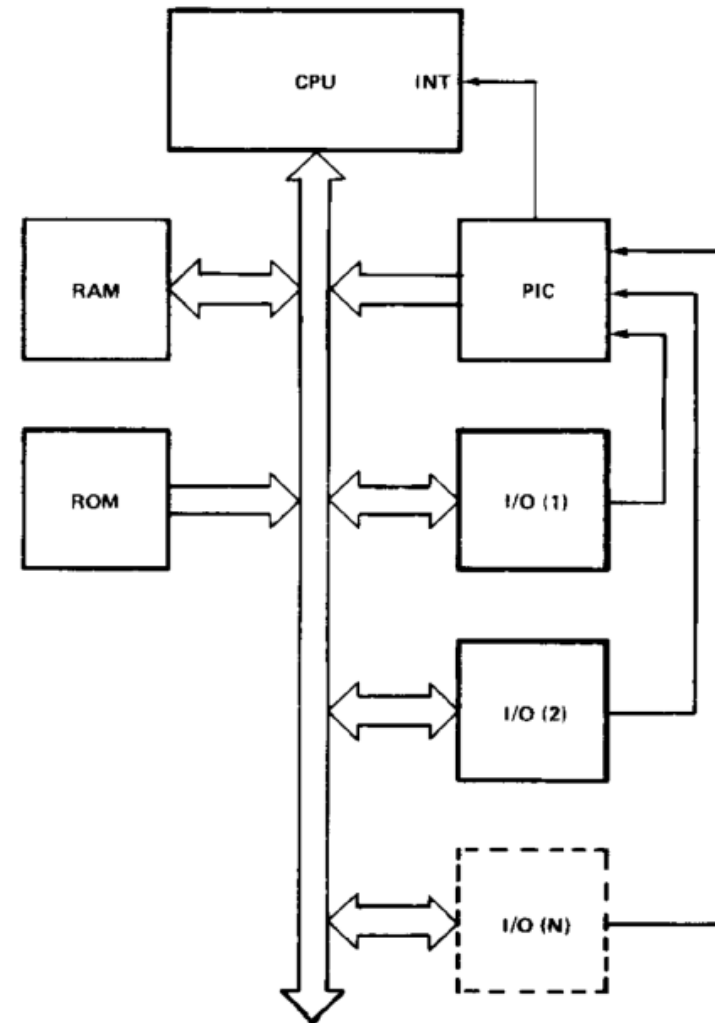 CPU INT
RAM
PIC
ROM
I/O (1)
I/O (2)
I/O (N)